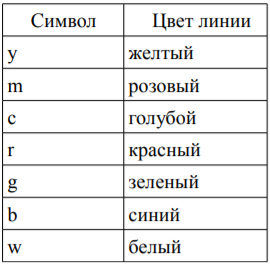 Символ Цвет линии
y желтый
m розовый
c голубой
r красный
g зеленый
b синий
w белый